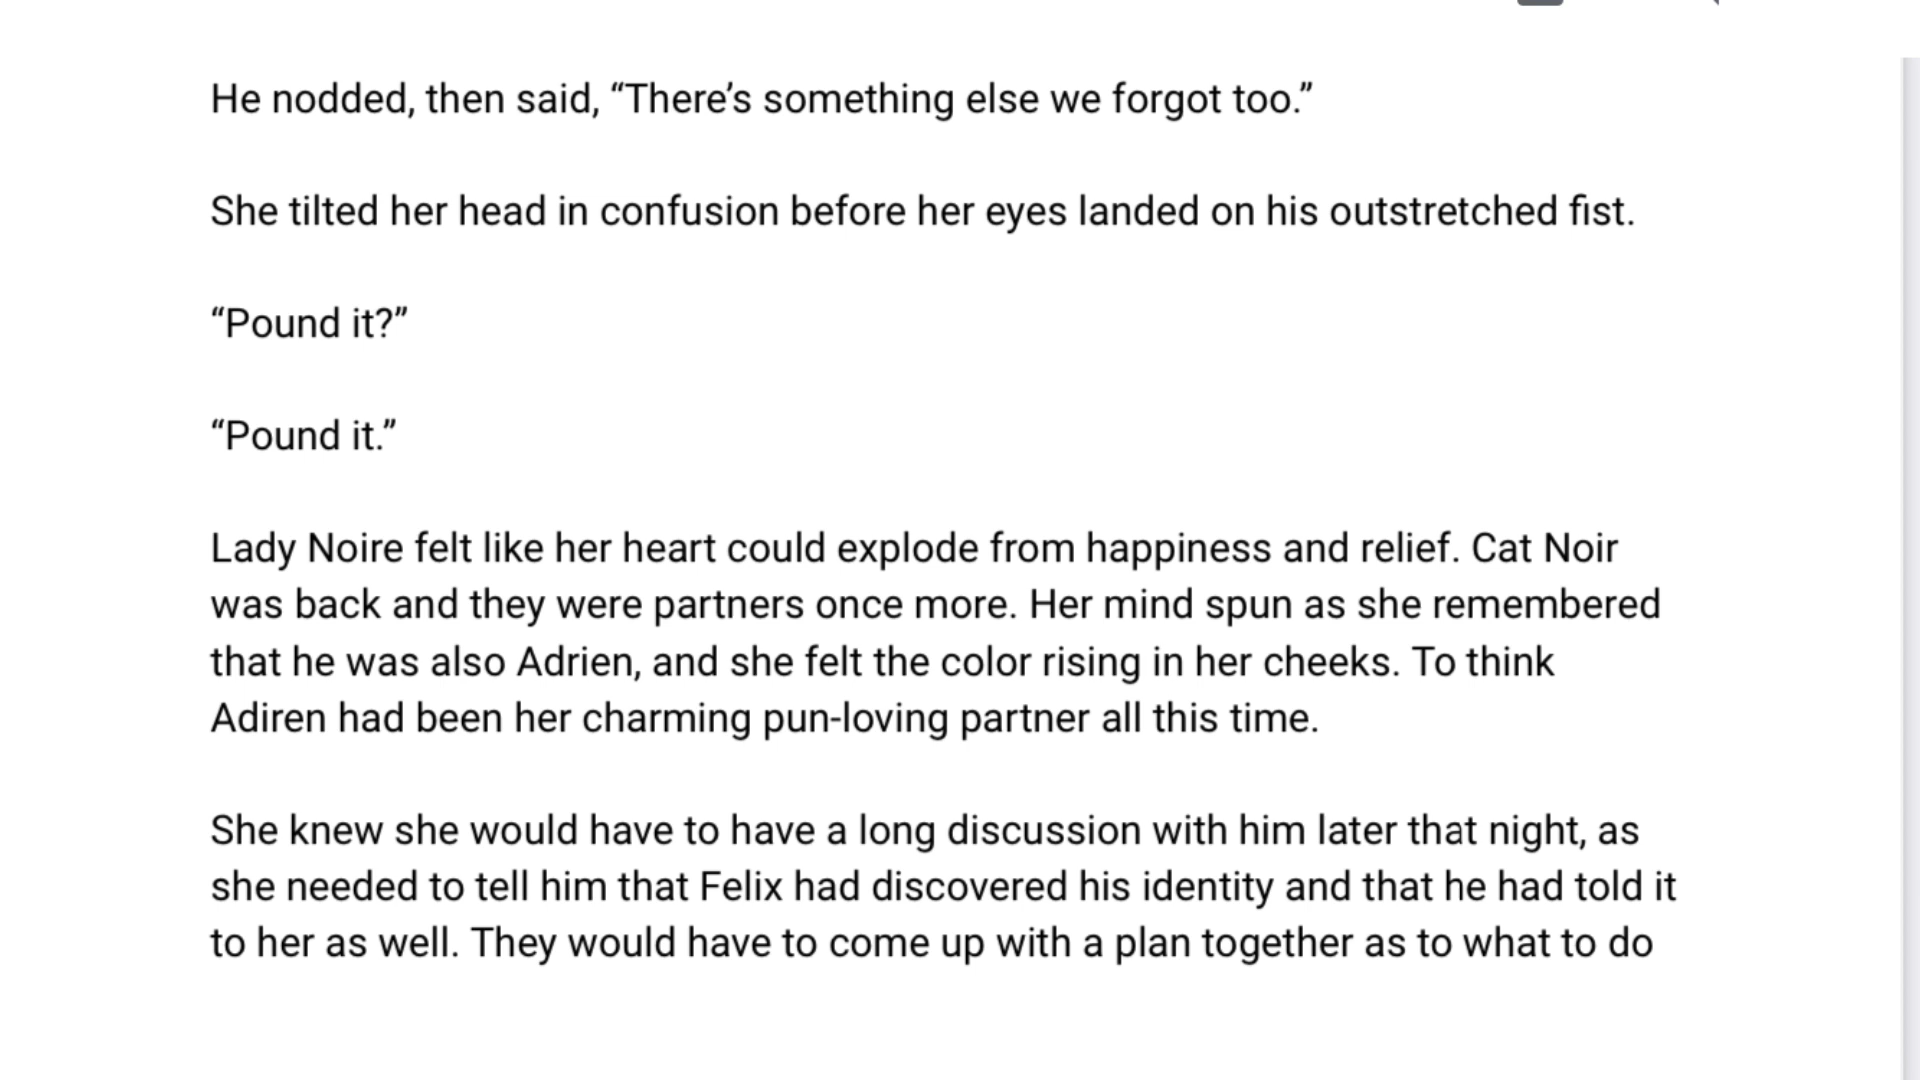 He nodded, then said, “There’s something else we forgot too.”
She tilted her head in confusion before her eyes landed on his outstretched fist.
“Pound it?”
“Pound it.”
Lady Noire felt like her heart could explode from happiness and relief. Cat Noir
was back and they were partners once more. Her mind spun as she remembered
that he was also Adrien, and she felt the color rising in her cheeks. To think
Adiren had been her charming pun-loving partner all this time.
She knew she would have to have a long discussion with him later that night, as
she needed to tell him that Felix had discovered his identity and that he had told it
to her as well. They would have to come up with a plan together as to what to do